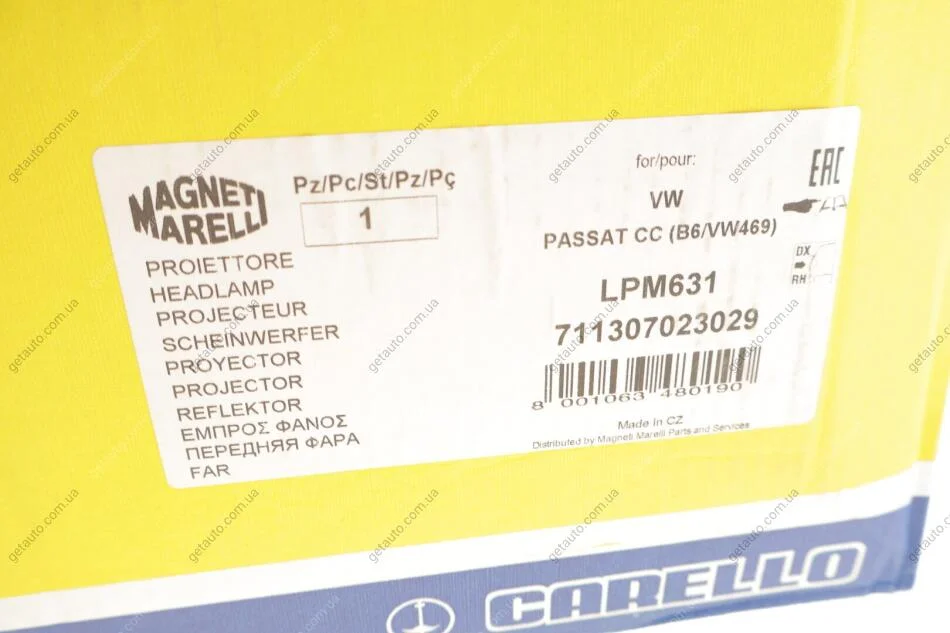 MAGNETI
MARELLI
Pz/Pc/St/Pz/Pç
1
PROIETTORE
HEADLAMP
PROJECTEUR
SCHEINWERFER
PROYECTOR
PROJECTOR
REFLEKTOR
ΕΜΠΡΟΣ ΦΑΝΟΣ
ПЕРЕДНЯЯ ФАРА
FAR
for/pour:
VW
PASSAT CC (B6/VW469)
LPM631
711307023029
8 001063 480190
Made In CZ
Distributed by Magneti Marelli Parts and Services
EAC
DX
RH
CARELLO
getauto.com.ua